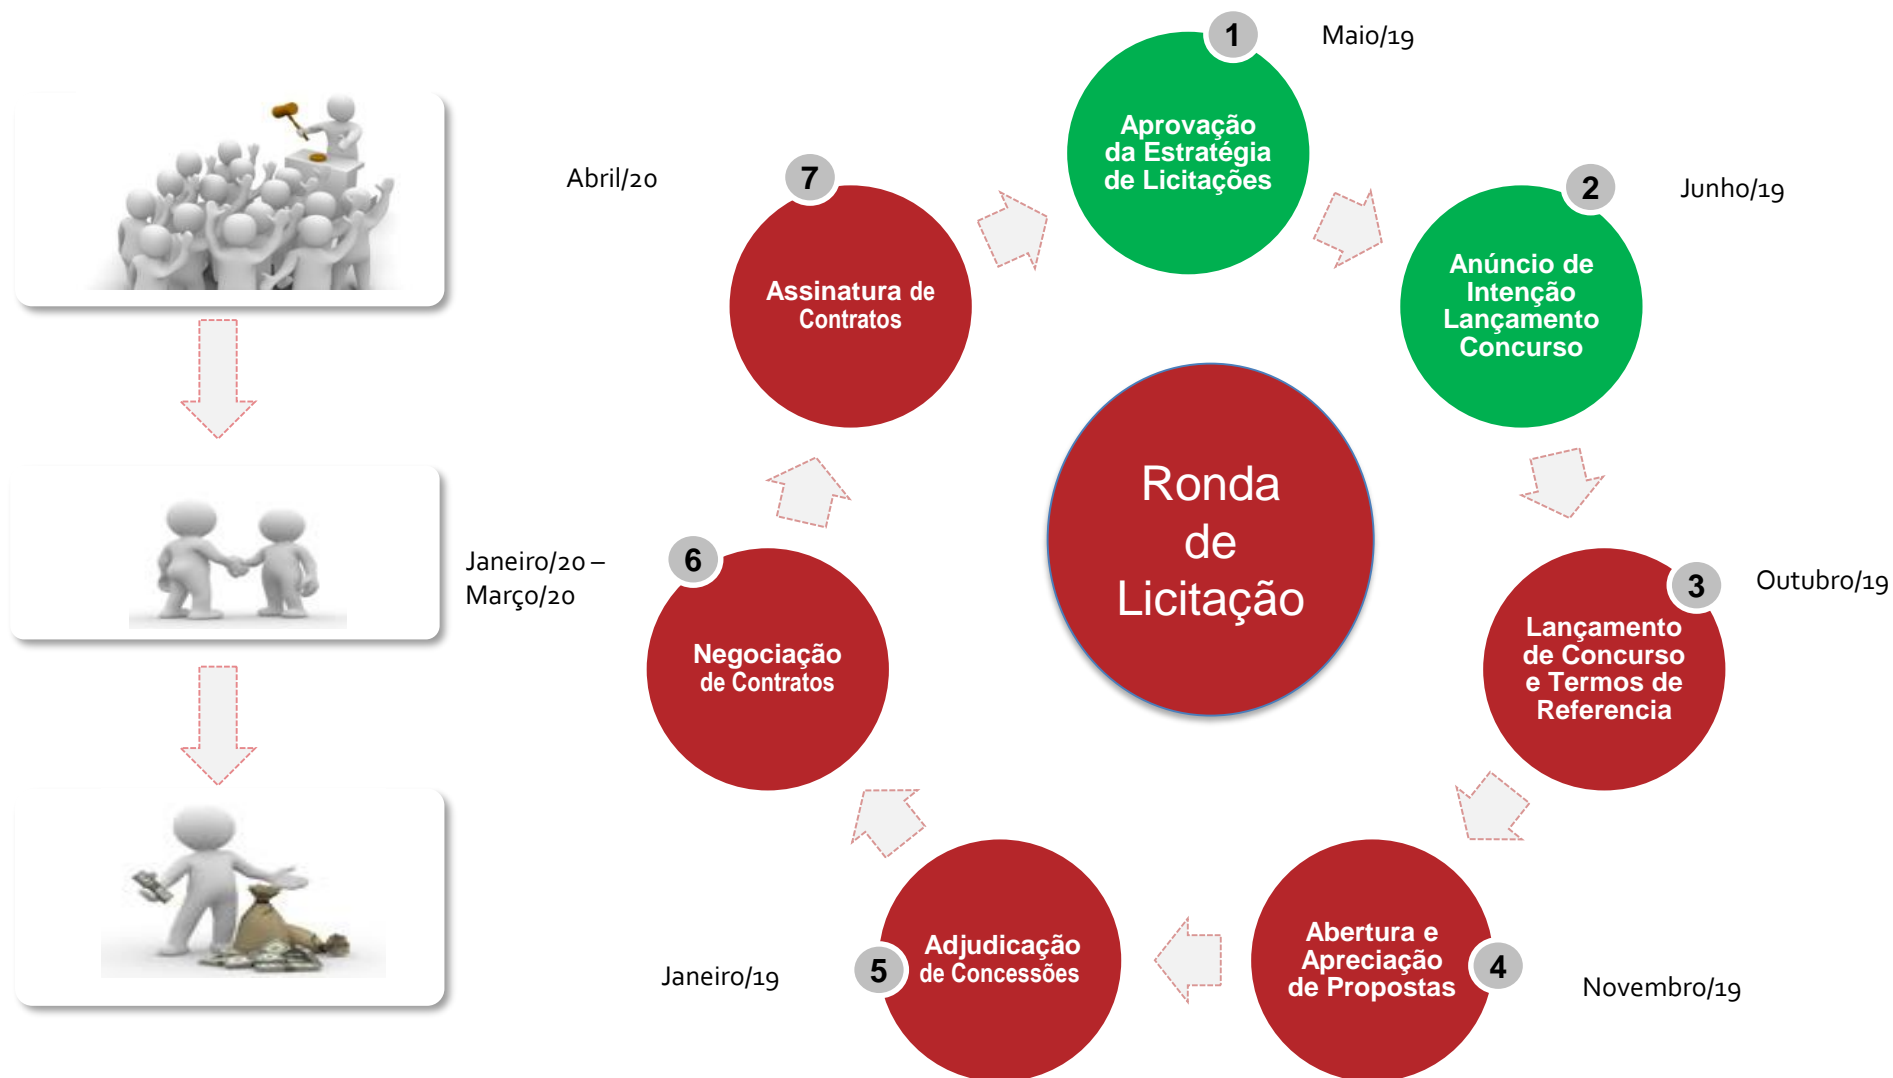 1
Maio/19
Aprovação
da Estratégia
de Licitações
2
Junho/19
Anúncio de
Intenção
Lançamento
Concurso
3
Outubro/19
Lançamento
de Concurso
e Termos de
Referencia
4
Novembro/19
Abertura e
Apreciação
de Propostas
5
Janeiro/19
Adjudicação
de Concessões
6
Janeiro/20 –
Março/20
Negociação
de Contratos
7
Abril/20
Assinatura de
Contratos
Ronda
de
Licitação